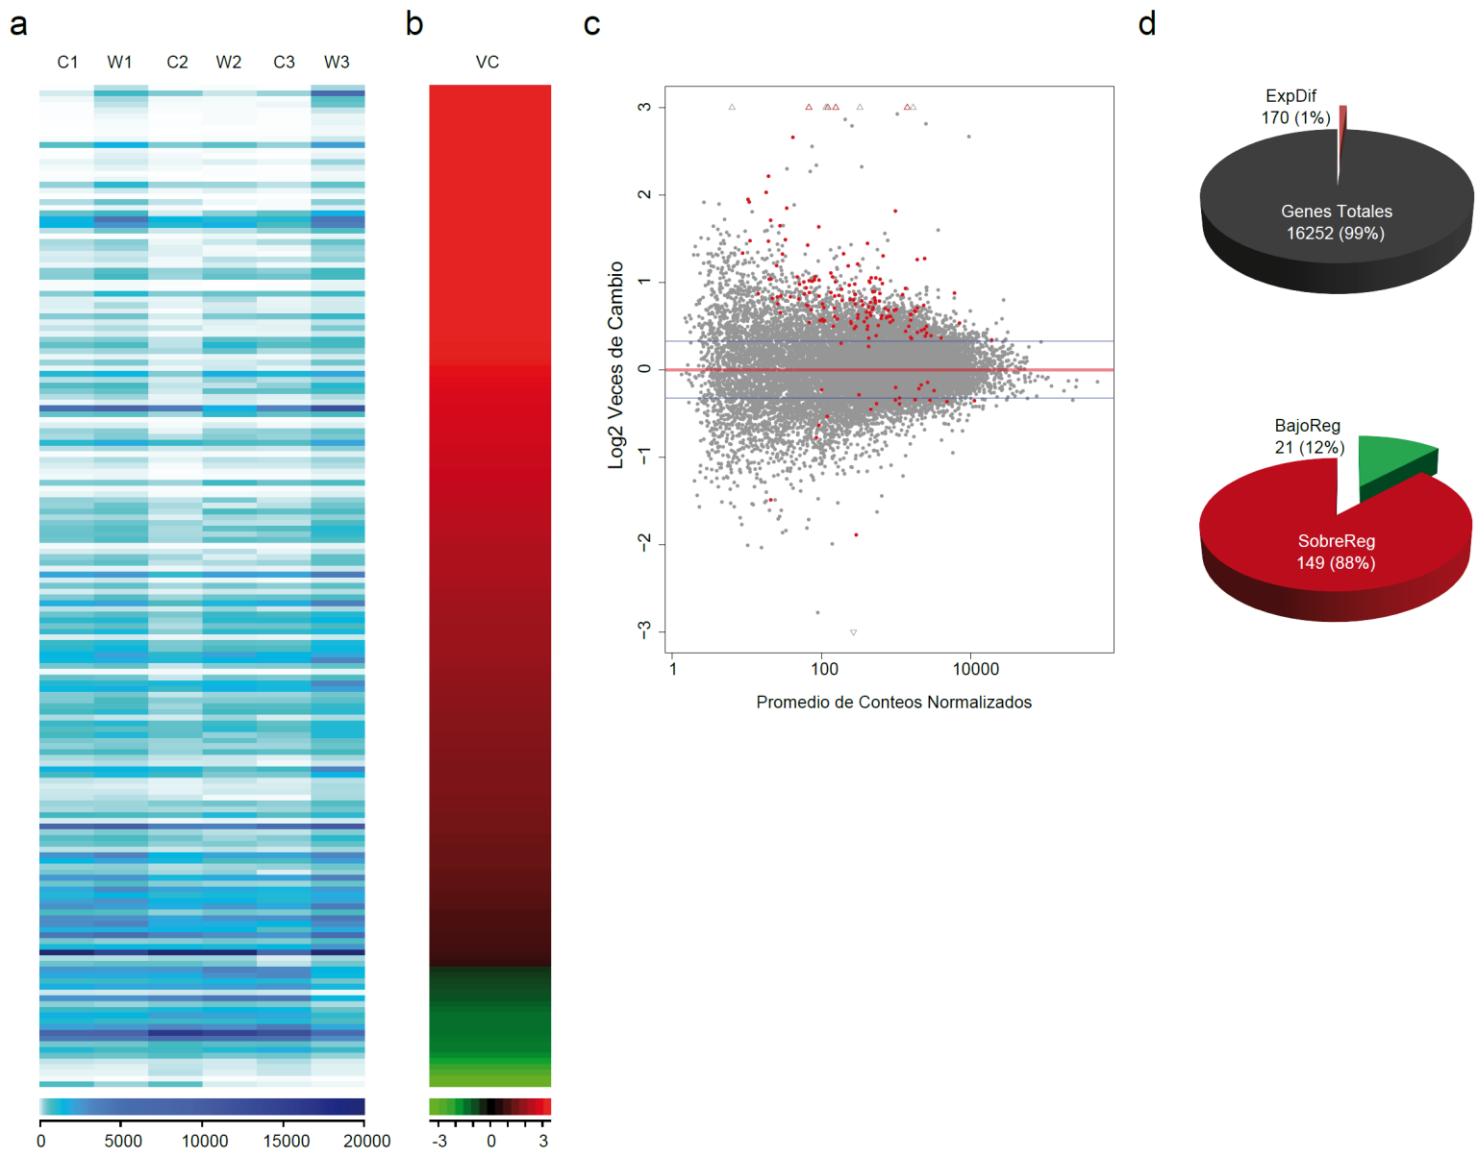 a
b
c
d
C1 W1 C2 W2 C3 W3
VC
3
2
1
0
−1
−2
−3
Log2 Veces de Cambio
1 100 10000
Promedio de Conteos Normalizados
ExpDif
170 (1%)
Genes Totales
16252 (99%)
BajoReg
21 (12%)
SobreReg
149 (88%)
0 5000 10000 15000 20000
-3 0 3